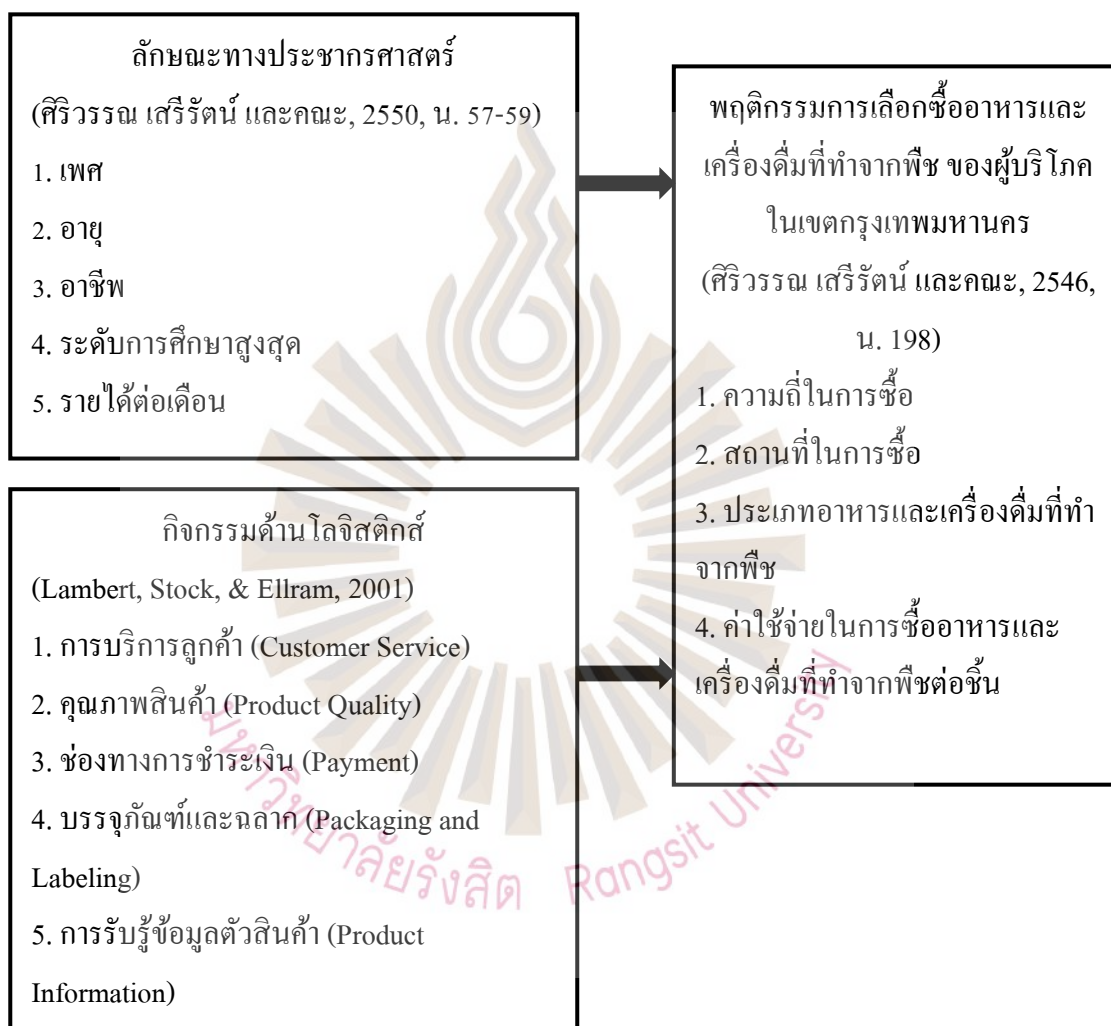 ลักษณะทางประชากรศาสตร์
(ศิริวรรณ เสรีรัตน์ และคณะ, 2550, น. 57-59)
1. เพศ
2. อายุ
3. อาชีพ
4. ระดับการศึกษาสูงสุด
5. รายได้ต่อเดือน
กิจกรรมด้านโลจิสติกส์
(Lambert, Stock, & Ellram, 2001)
1. การบริการลูกค้า (Customer Service)
2. คุณภาพสินค้า (Product Quality)
3. ช่องทางการชำระเงิน (Payment)
4. บรรจุภัณฑ์และฉลาก (Packaging and
Labeling)
5. การรับรู้ข้อมูลตัวสินค้า (Product
Information)
พฤติกรรมการเลือกซื้ออาหารและ
เครื่องดื่มที่ทำจากพืช ของผู้บริโภค
ในเขตกรุงเทพมหานคร
(ศิริวรรณ เสรีรัตน์ และคณะ, 2546,
น. 198)
1. ความถี่ในการซื้อ
2. สถานที่ในการซื้อ
3. ประเภทอาหารและเครื่องดื่มที่ทำ
จากพืช
4. ค่าใช้จ่ายในการซื้ออาหารและ
เครื่องดื่มที่ทำจากพืชต่อชิ้น
มหาวิทยาลัยรังสิต Rangsit University